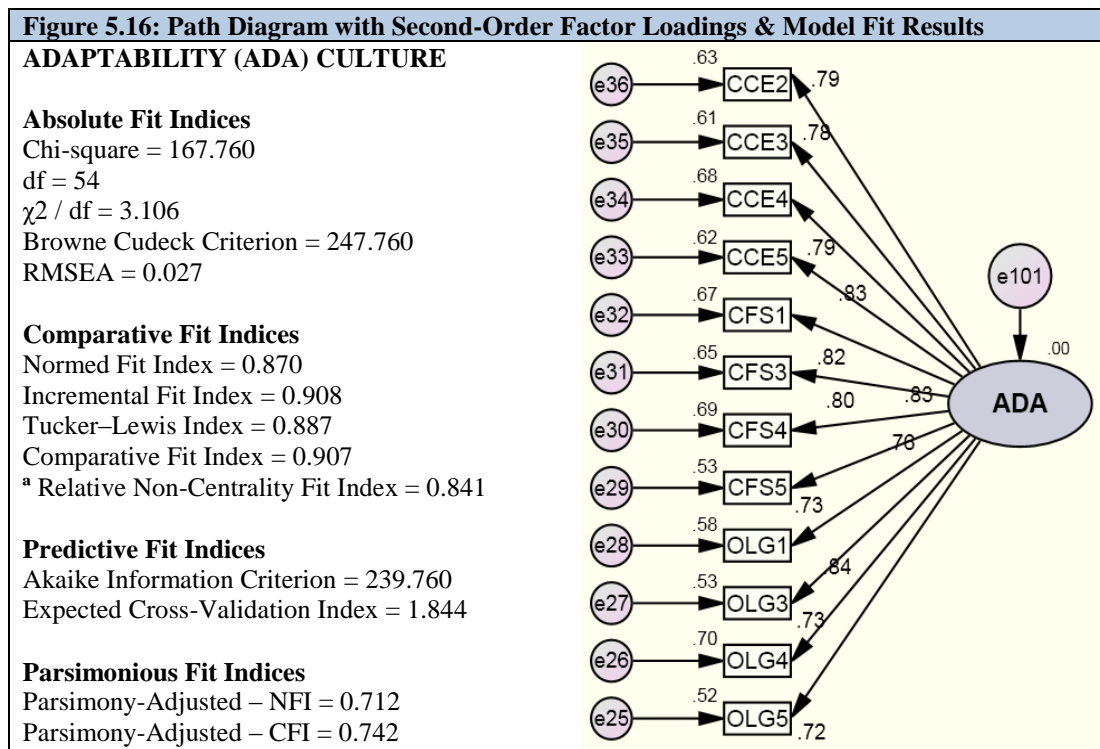 Figure 5.16: Path Diagram with Second-Order Factor Loadings & Model Fit Results
ADAPTABILITY (ADA) CULTURE
Absolute Fit Indices
Chi-square = 167.760
df = 54
χ2 / df = 3.106
Browne Cudeck Criterion = 247.760
RMSEA = 0.027
Comparative Fit Indices
Normed Fit Index = 0.870
Incremental Fit Index = 0.908
Tucker–Lewis Index = 0.887
Comparative Fit Index = 0.907
ª Relative Non-Centrality Fit Index = 0.841
Predictive Fit Indices
Akaike Information Criterion = 239.760
Expected Cross-Validation Index = 1.844
Parsimonious Fit Indices
Parsimony-Adjusted – NFI = 0.712
Parsimony-Adjusted – CFI = 0.742
.63
e36 CCE2 .79
.61
e35 CCE3 .78
.68
e34 CCE4
.62 .79
e33 CCE5
.67 .83
e32 CFS1
.65
e31 CFS3 .82
.69 .80 .83
e30 CFS4
.53 .76
e29 CFS5
.58 .73
e28 OLG1
.53 .84
e27 OLG3
.70 .73
e26 OLG4
.52
e25 OLG5 .72
e101
.00
ADA